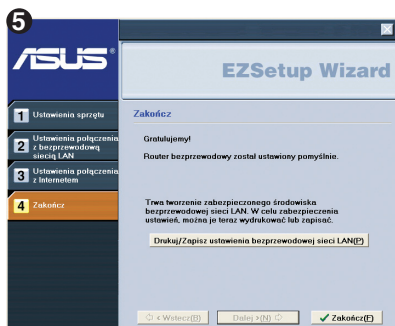 5
ASUS
EZSetup Wizard
1 Ustawienia sprzętu
2 Ustawienia połączenia
z bezprzewodową
siecią LAN
3 Ustawienia połączenia
z Internetem
4 Zakończ
Zakończ
Gratulujemy!
Router bezprzewodowy został ustawiony pomyślnie.
Trwa tworzenie zabezpieczonego środowiska
bezprzewodowej sieci LAN. W celu zabezpieczenia
ustawień, można je teraz wydrukować lub zapisać.
Drukuj/Zapisz ustawienia bezprzewodowej sieci LAN(P)
< Wstecz(B) Dalej >(N) Zakończ(F)